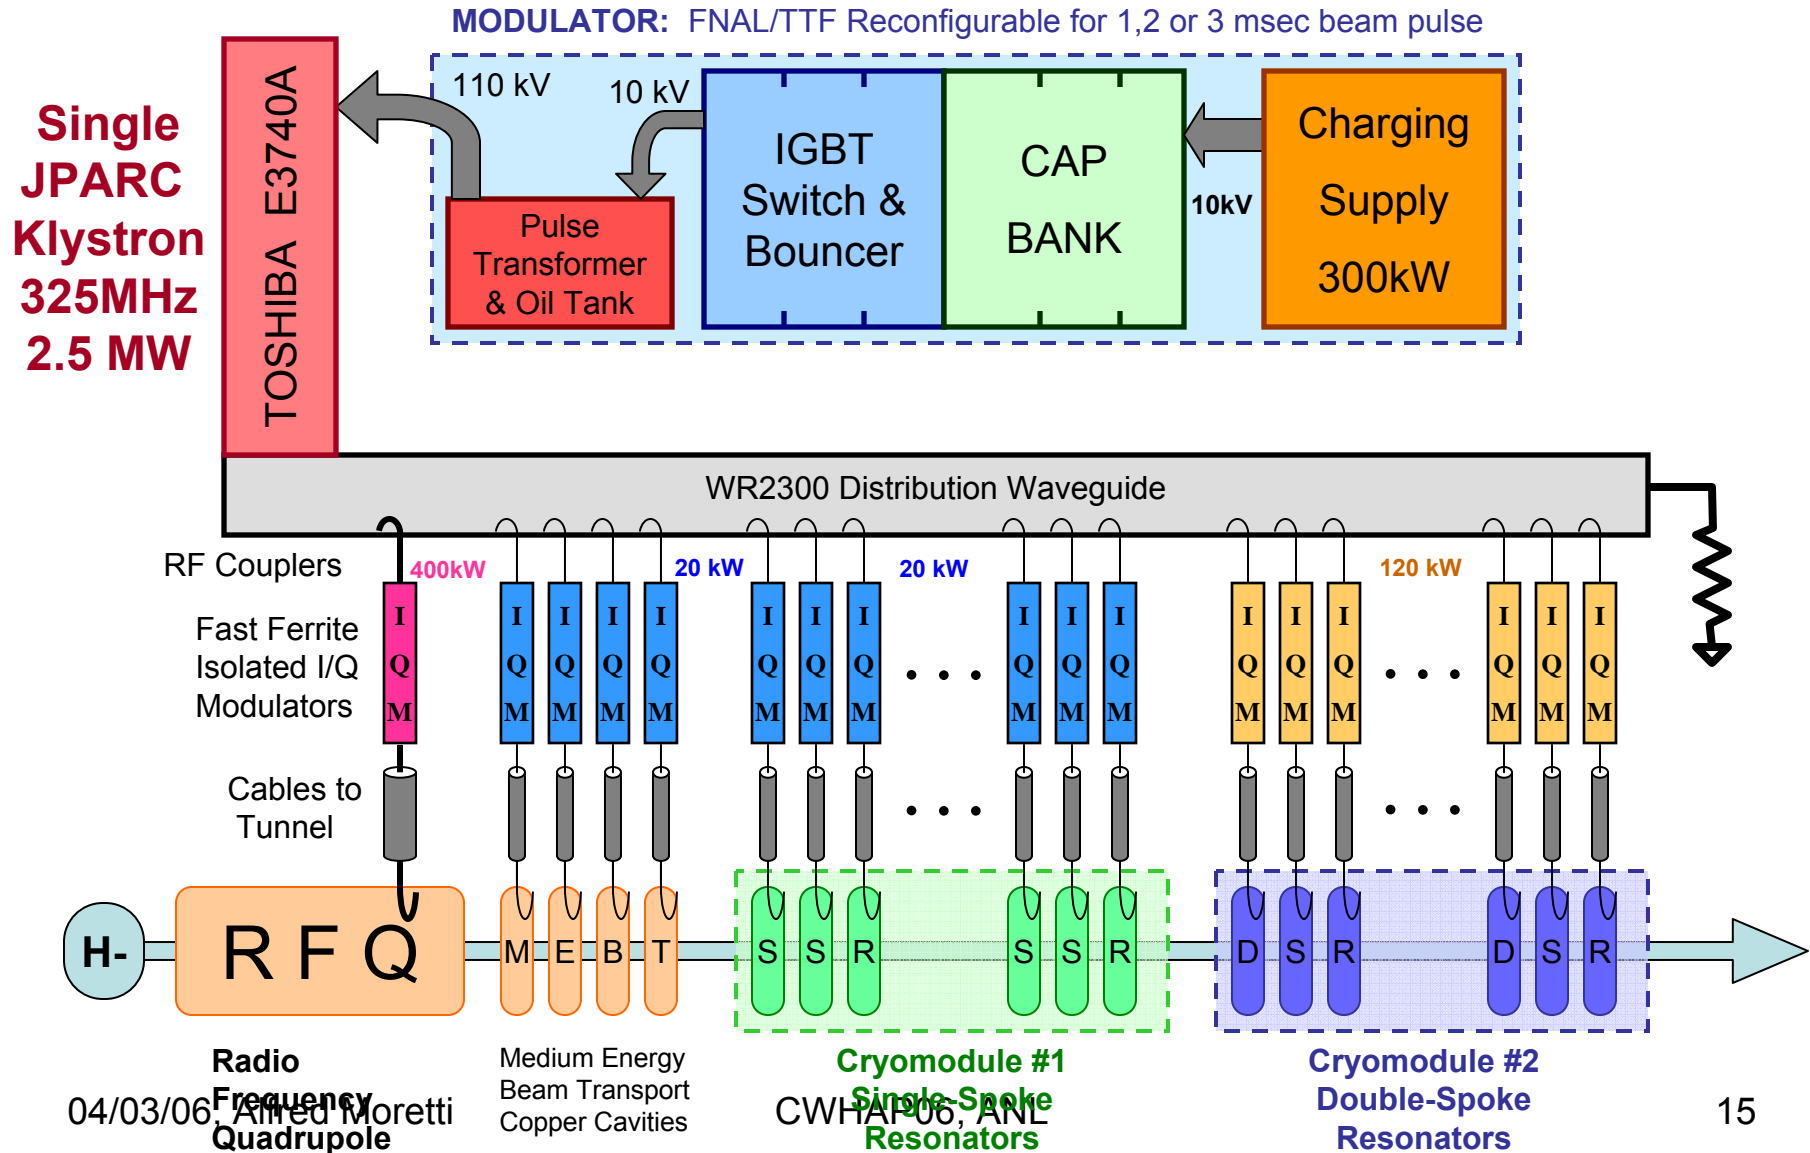 MODULATOR: FNAL/TTF Reconfigurable for 1,2 or 3 msec beam pulse
Single
JPARC
Klystron
325MHz
2.5 MW
TOSHIBA E3740A
110 kV
10 kV
Pulse
Transformer
& Oil Tank
IGBT
Switch &
Bouncer
CAP
BANK
10kV
Charging
Supply
300kW
WR2300 Distribution Waveguide
RF Couplers
400kW
20 kW
20 kW
120 kW
Fast Ferrite
Isolated I/Q
Modulators
I Q M
I Q M
I Q M
I Q M
I Q M
I Q M
I Q M
I Q M
• • •
I Q M
I Q M
I Q M
I Q M
I Q M
I Q M
• • •
I Q M
I Q M
I Q M
Cables to
Tunnel
• • •
• • •
H-
R F Q
M E B T
S S R
S S R
D S R
D S R
Radio
Frequency
Quadrupole
Medium Energy
Beam Transport
Copper Cavities
Cryomodule #1
Single-Spoke
Resonators
Cryomodule #2
Double-Spoke
Resonators
04/03/06, Alfred Moretti
CWHAP06, ANL
15